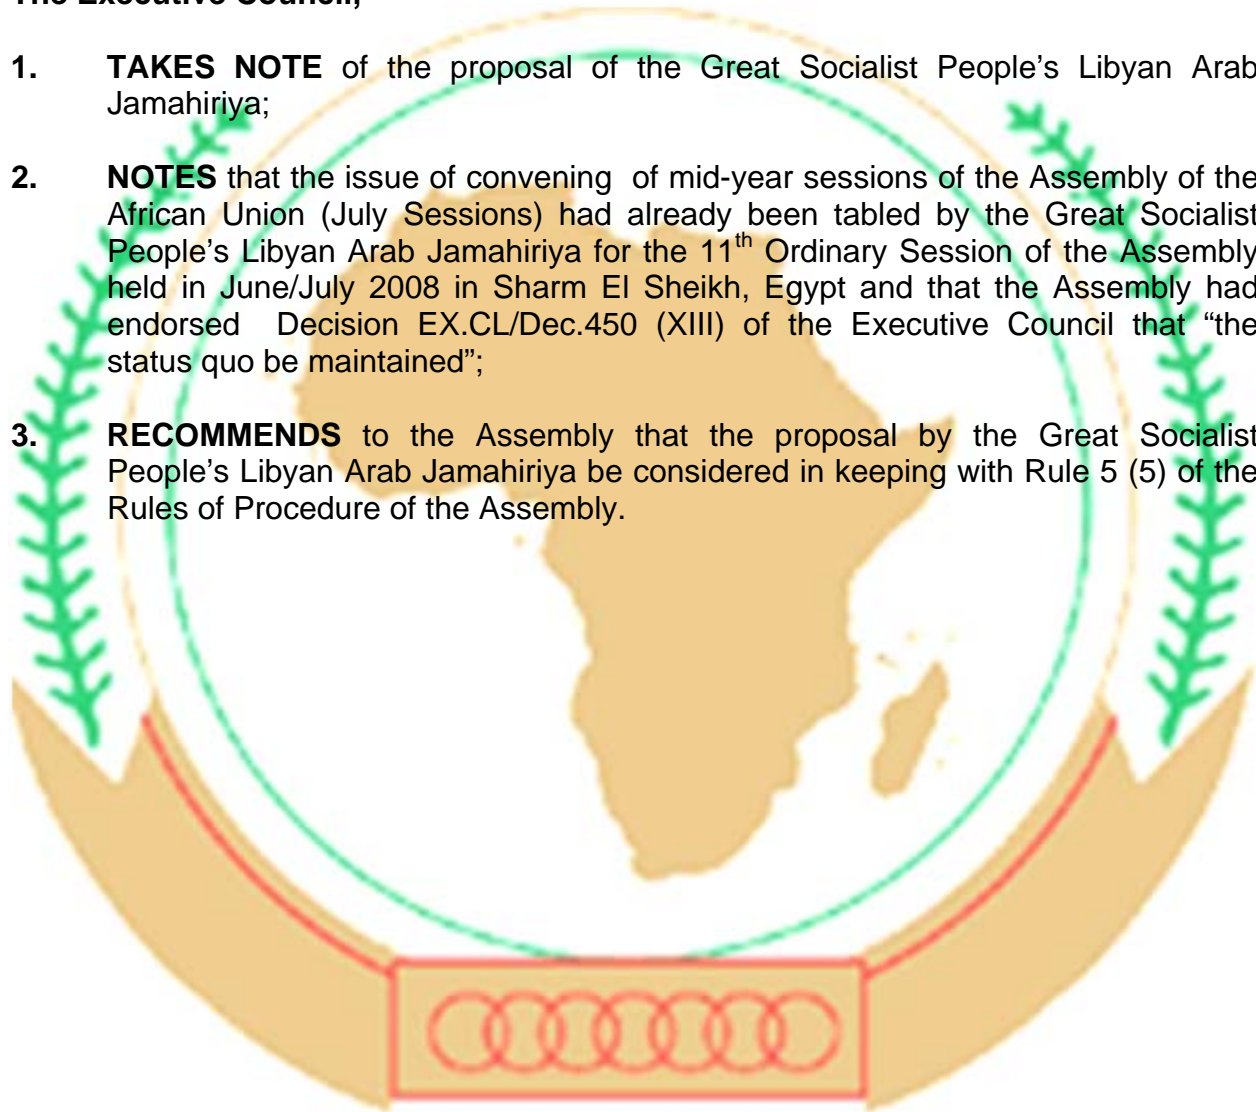 The Executive Council,
1. TAKES NOTE of the proposal of the Great Socialist People's Libyan Arab
Jamahiriya;
2. NOTES that the issue of convening of mid-year sessions of the Assembly of the
African Union (July Sessions) had already been tabled by the Great Socialist
People's Libyan Arab Jamahiriya for the 11th Ordinary Session of the Assembly
held in June/July 2008 in Sharm El Sheikh, Egypt and that the Assembly had
endorsed Decision EX.CL/Dec.450 (XIII) of the Executive Council that “the
status quo be maintained”;
3. RECOMMENDS to the Assembly that the proposal by the Great Socialist
People's Libyan Arab Jamahiriya be considered in keeping with Rule 5 (5) of the
Rules of Procedure of the Assembly.